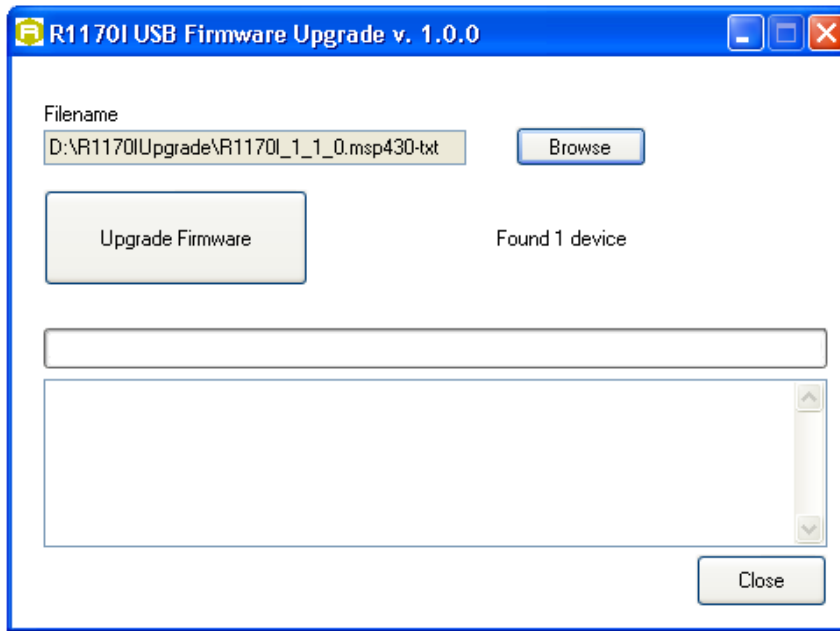 R1170I USB Firmware Upgrade v. 1.0.0
Filename
D:\R1170IUpgrade\R1170I_1_1_0.msp430-txt
Browse
Upgrade Firmware
Found 1 device
Close